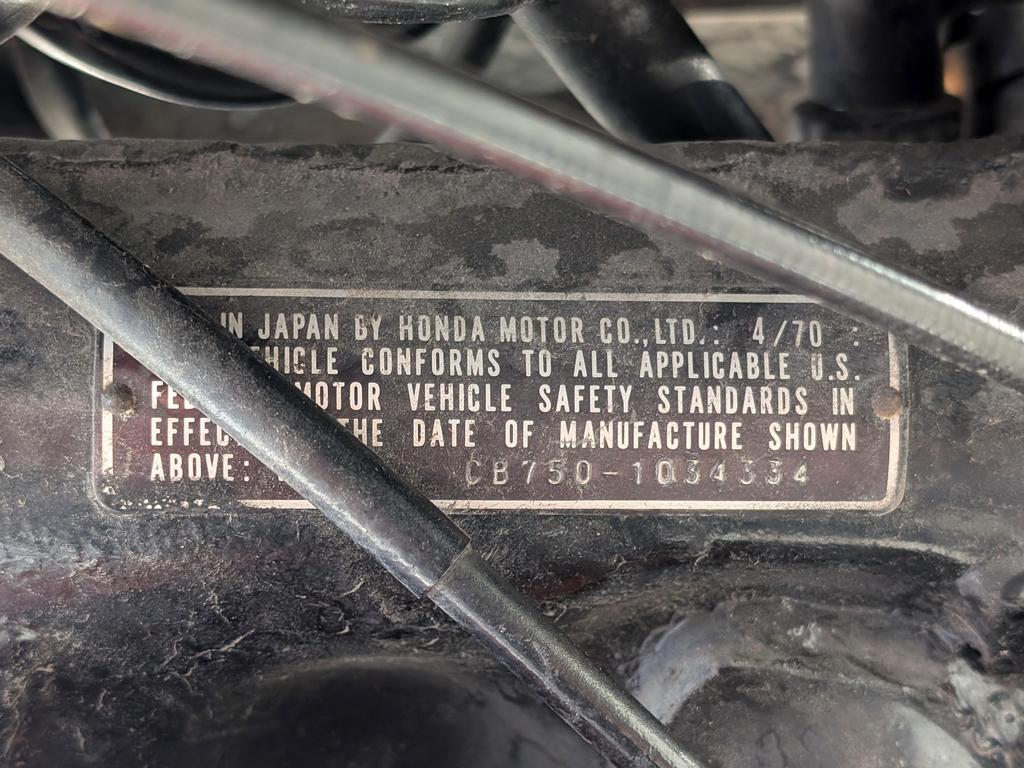 IN JAPAN BY HONDA MOTOR CO., LTD.: 4/70 :
VEHICLE CONFORMS TO ALL APPLICABLE U.S.
MOTOR VEHICLE SAFETY STANDARDS IN
THE DATE OF MANUFACTURE SHOWN
ABOVE: CB750-1034334